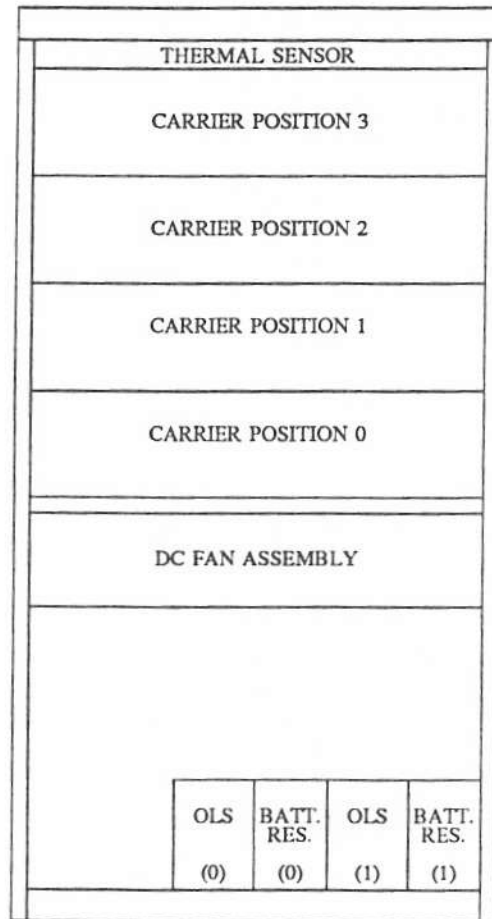 THERMAL SENSOR
CARRIER POSITION 3
CARRIER POSITION 2
CARRIER POSITION 1
CARRIER POSITION 0
DC FAN ASSEMBLY
OLS
(0)
BATT.
RES.
(0)
OLS
(1)
BATT.
RES.
(1)